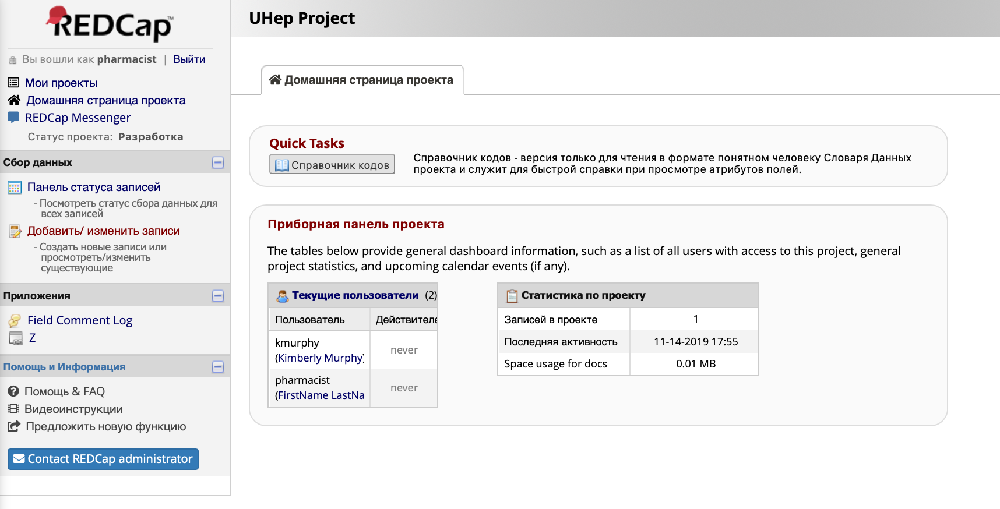 REDCap™
Вы вошли как pharmacist | Выйти
Мои проекты
Домашняя страница проекта
REDCap Messenger
Статус проекта: Разработка
Сбор данных
Панель статуса записей
- Посмотреть статус сбора данных для
всех записей
Добавить/ изменить записи
- Создать новые записи или
просмотреть/изменить
существующие
Приложения
Field Comment Log
Z
Помощь и Информация
Помощь & FAQ
Видеоинструкции
Предложить новую функцию
Contact REDCap administrator
UHep Project
Домашняя страница проекта
Quick Tasks
Справочник кодов
Справочник кодов - версия только для чтения в формате понятном человеку Словаря Данных
проекта и служит для быстрой справки при просмотре атрибутов полей.
Приборная панель проекта
The tables below provide general dashboard information, such as a list of all users with access to this project, general
project statistics, and upcoming calendar events (if any).
Текущие пользователи (2)
Пользователь Действителе
kmurphy
(Kimberly Murphy)
never
pharmacist
(FirstName LastNa
never
Статистика по проекту
Записей в проекте 1
Последняя активность 11-14-2019 17:55
Space usage for docs 0.01 MB